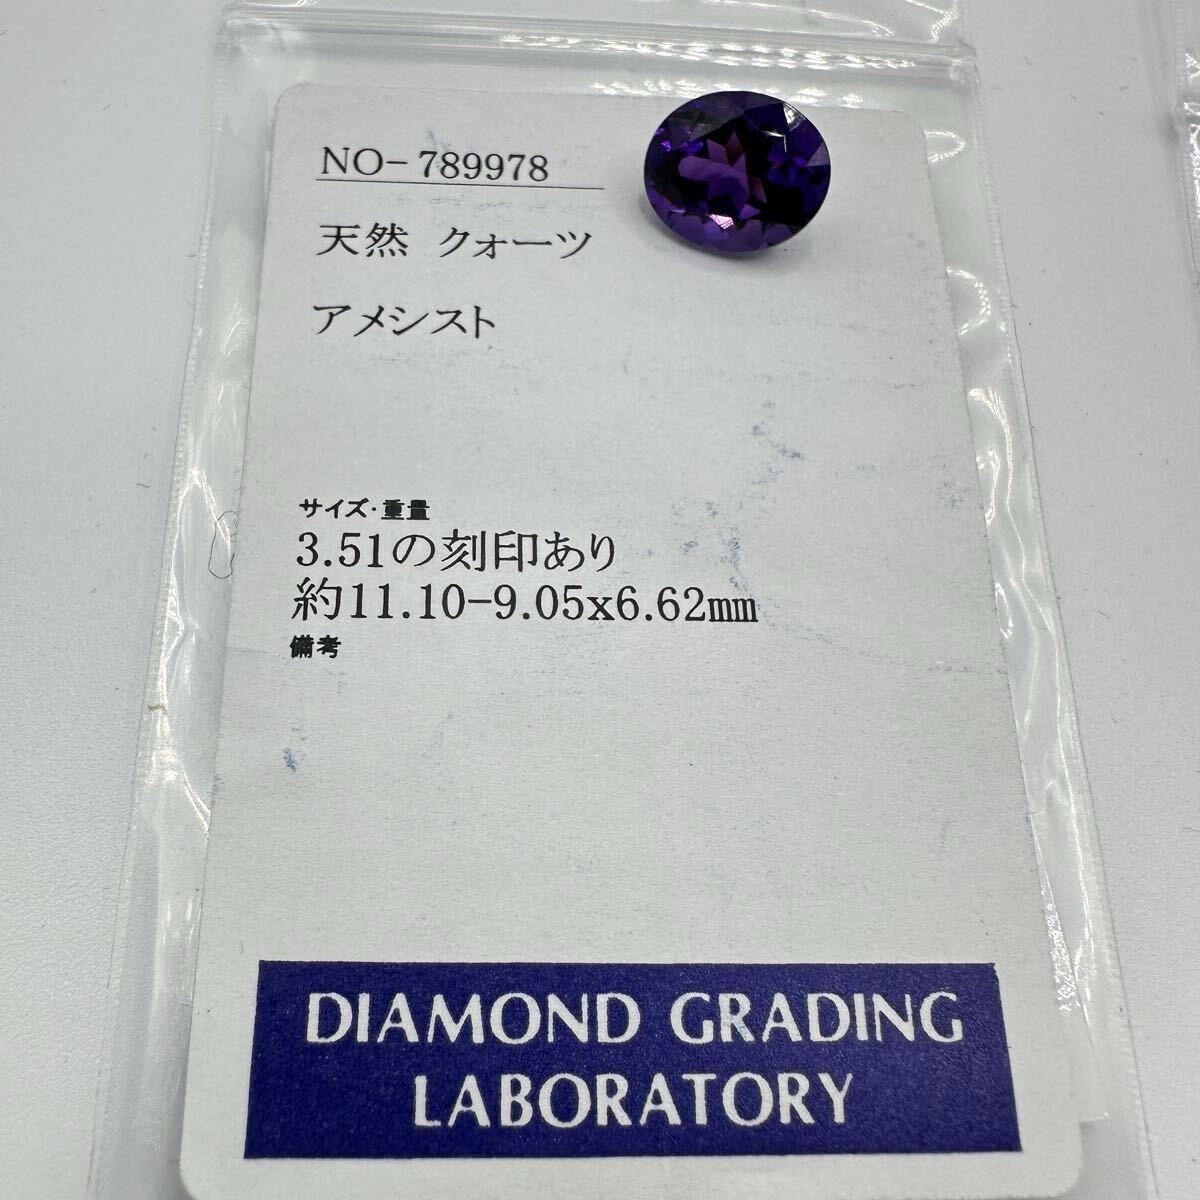 NO-789978
天然 クォーツ
アメシスト
サイズ·重量
3.51の刻印あり
約11.10-9.05x6.62mm
備考
DIAMOND GRADING
LABORATORY